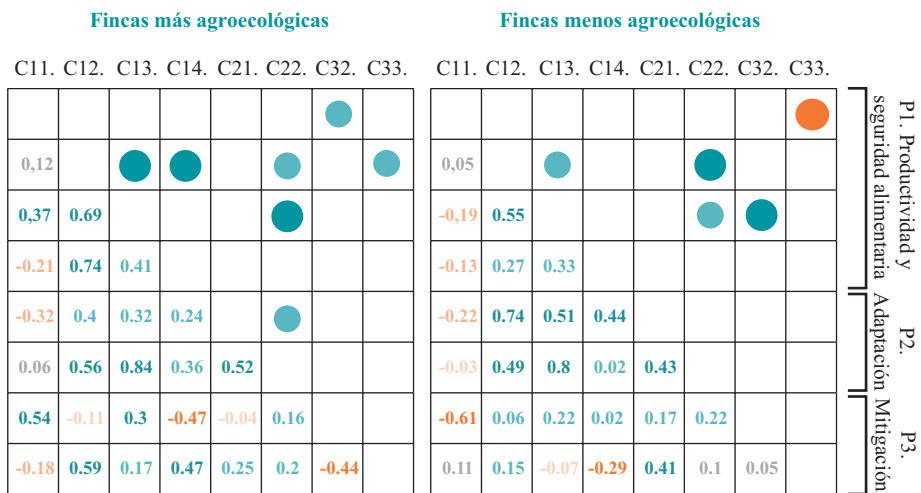 Fincas más agroecológicas
Fincas menos agroecológicas
C11. C12. C13. C14. C21. C22. C32. C33.
C11. C12. C13. C14. C21. C22. C32. C33.
0,12
0,05
0,37 0.69
-0,19 0.55
-0.21 0.74 0.41
-0.13 0.27 0.33
-0.32 0.4 0.32 0.24
-0.22 0.74 0.51 0.44
0.06 0.56 0.84 0.36 0.52
-0.03 0.49 0.8 0.02 0.43
0.54 -0.11 0.3 -0.47 -0.04 0.16
-0.61 0.06 0.22 0.02 0.17 0.22
-0.18 0.59 0.17 0.47 0.25 0.2 -0.44
0.11 0.15 -0.07 -0.29 0.41 0.1 0.05
P1. Productividad y
seguridad alimentaria
P2.
Adaptación
P3.
Mitigación